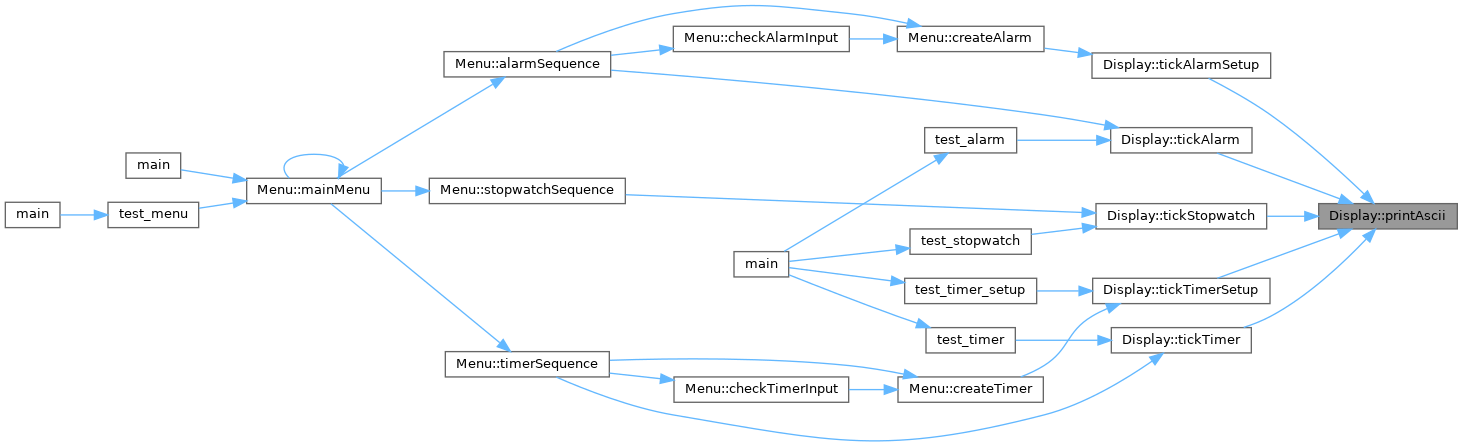 Menu::checkAlarmInput
Menu::createAlarm
Menu::alarmSequence
Display::tickAlarmSetup
test_alarm
Display::tickAlarm
main
Menu::mainMenu
Menu::stopwatchSequence
main
test_menu
Display::tickStopwatch
Display::printAscii
test_stopwatch
main
test_timer_setup
Display::tickTimerSetup
test_timer
Display::tickTimer
Menu::timerSequence
Menu::checkTimerInput
Menu::createTimer